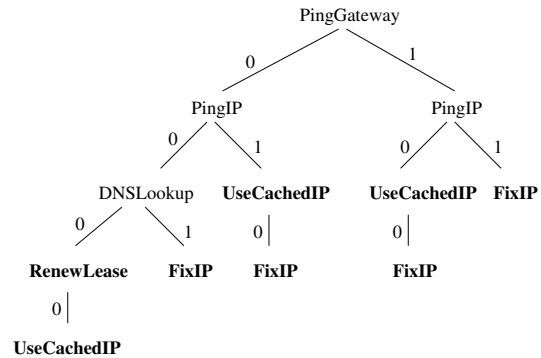 PingGateway
0 1
PingIP PingIP
0 1 0 1
DNSLookup UseCachedIP UseCachedIP FixIP
0 1 0 0
RenewLease FixIP FixIP FixIP
0
UseCachedIP